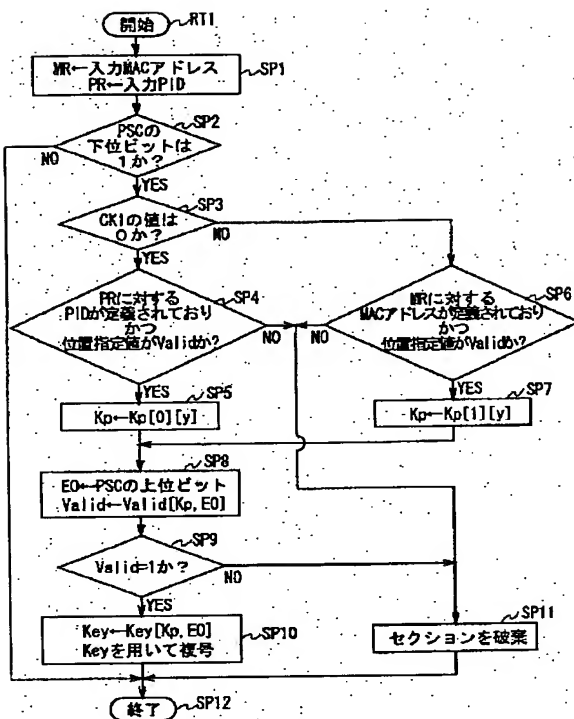 開始
RT1
MR←入力MACアドレス
PR←入力PID
SP1
PSCの
下位ビットは
1か？
SP2
NO
YES
CKIの値は
0か？
SP3
NO
YES
PRに対する
PIDが定義されており
かつ
位置指定値がValidか？
SP4
NO
YES
MRに対する
MACアドレスが定義されており
かつ
位置指定値がValidか？
SP6
NO
YES
Kp←Kp[0][y]
SP5
Kp←Kp[1][y]
SP7
EO←PSCの上位ビット
Valid←Valid[Kp,EO]
SP8
Valid=1か？
SP9
NO
YES
Key←Key[Kp,EO]
Keyを用いて復号
SP10
セクションを破棄
SP11
終了
SP12